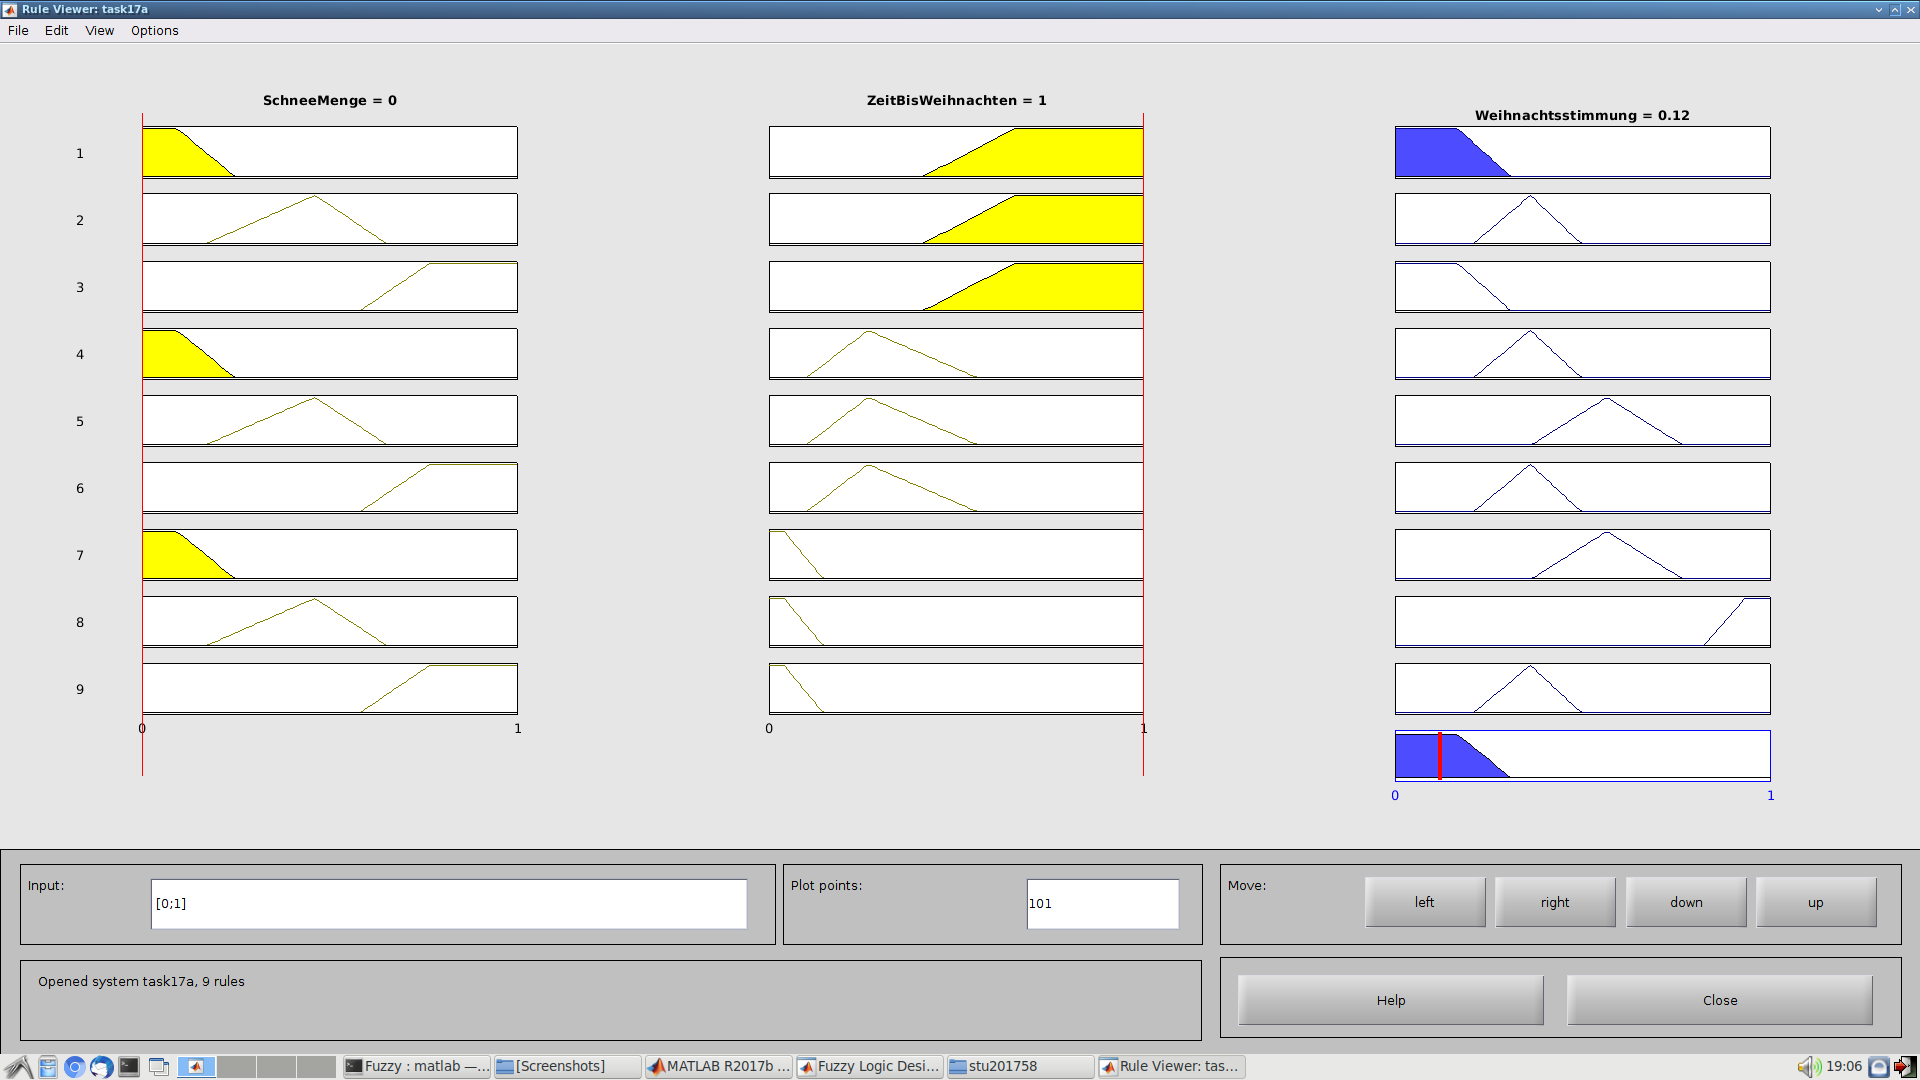 Rule Viewer: task17a
File Edit View Options
SchneeMenge = 0
ZeitBisWeihnachten = 1
Weihnachtsstimmung = 0.12
1
2
3
4
5
6
7
8
9
0 1
0 1
0 1
Input:
[0;1]
Plot points:
101
Move:
left
right
down
up
Opened system task17a, 9 rules
Help
Close
Fuzzy : matlab —...
[Screenshots]
MATLAB R2017b ...
Fuzzy Logic Desi...
stu201758
Rule Viewer: tas...
19:06